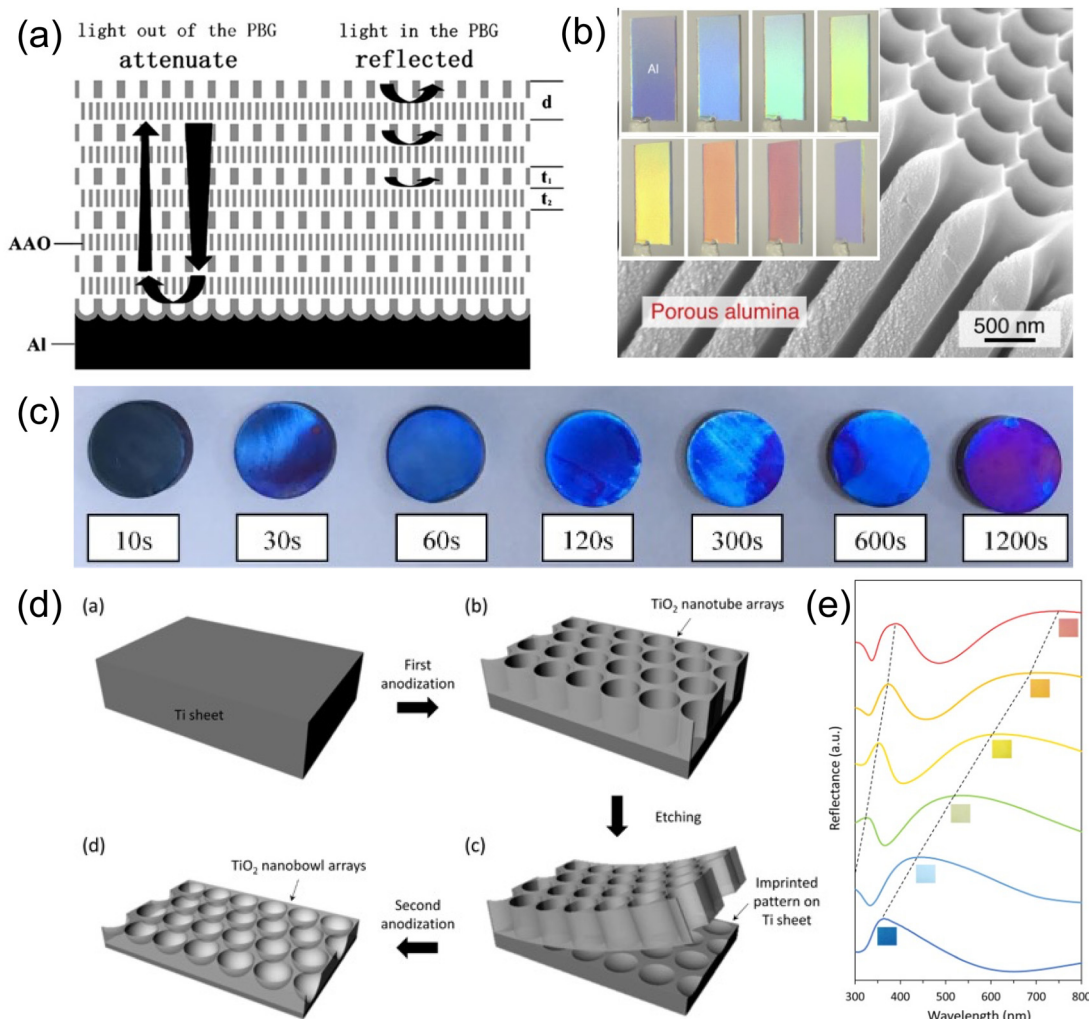 (a)
light out of the PBG
attenuate
light in the PBG
reflected
d
t₁
t₂
AAO
Al
(b)
Al
Porous alumina
500 nm
(c)
10s
30s
60s
120s
300s
600s
1200s
(d)
(a)
Ti sheet
First
anodization
(b)
TiO₂ nanotube arrays
Etching
(d)
TiO₂ nanobowl arrays
Second
anodization
(c)
Imprinted
pattern on
Ti sheet
(e)
Reflectance (a.u.)
300 400 500 600 700 800
Wavelength (nm)